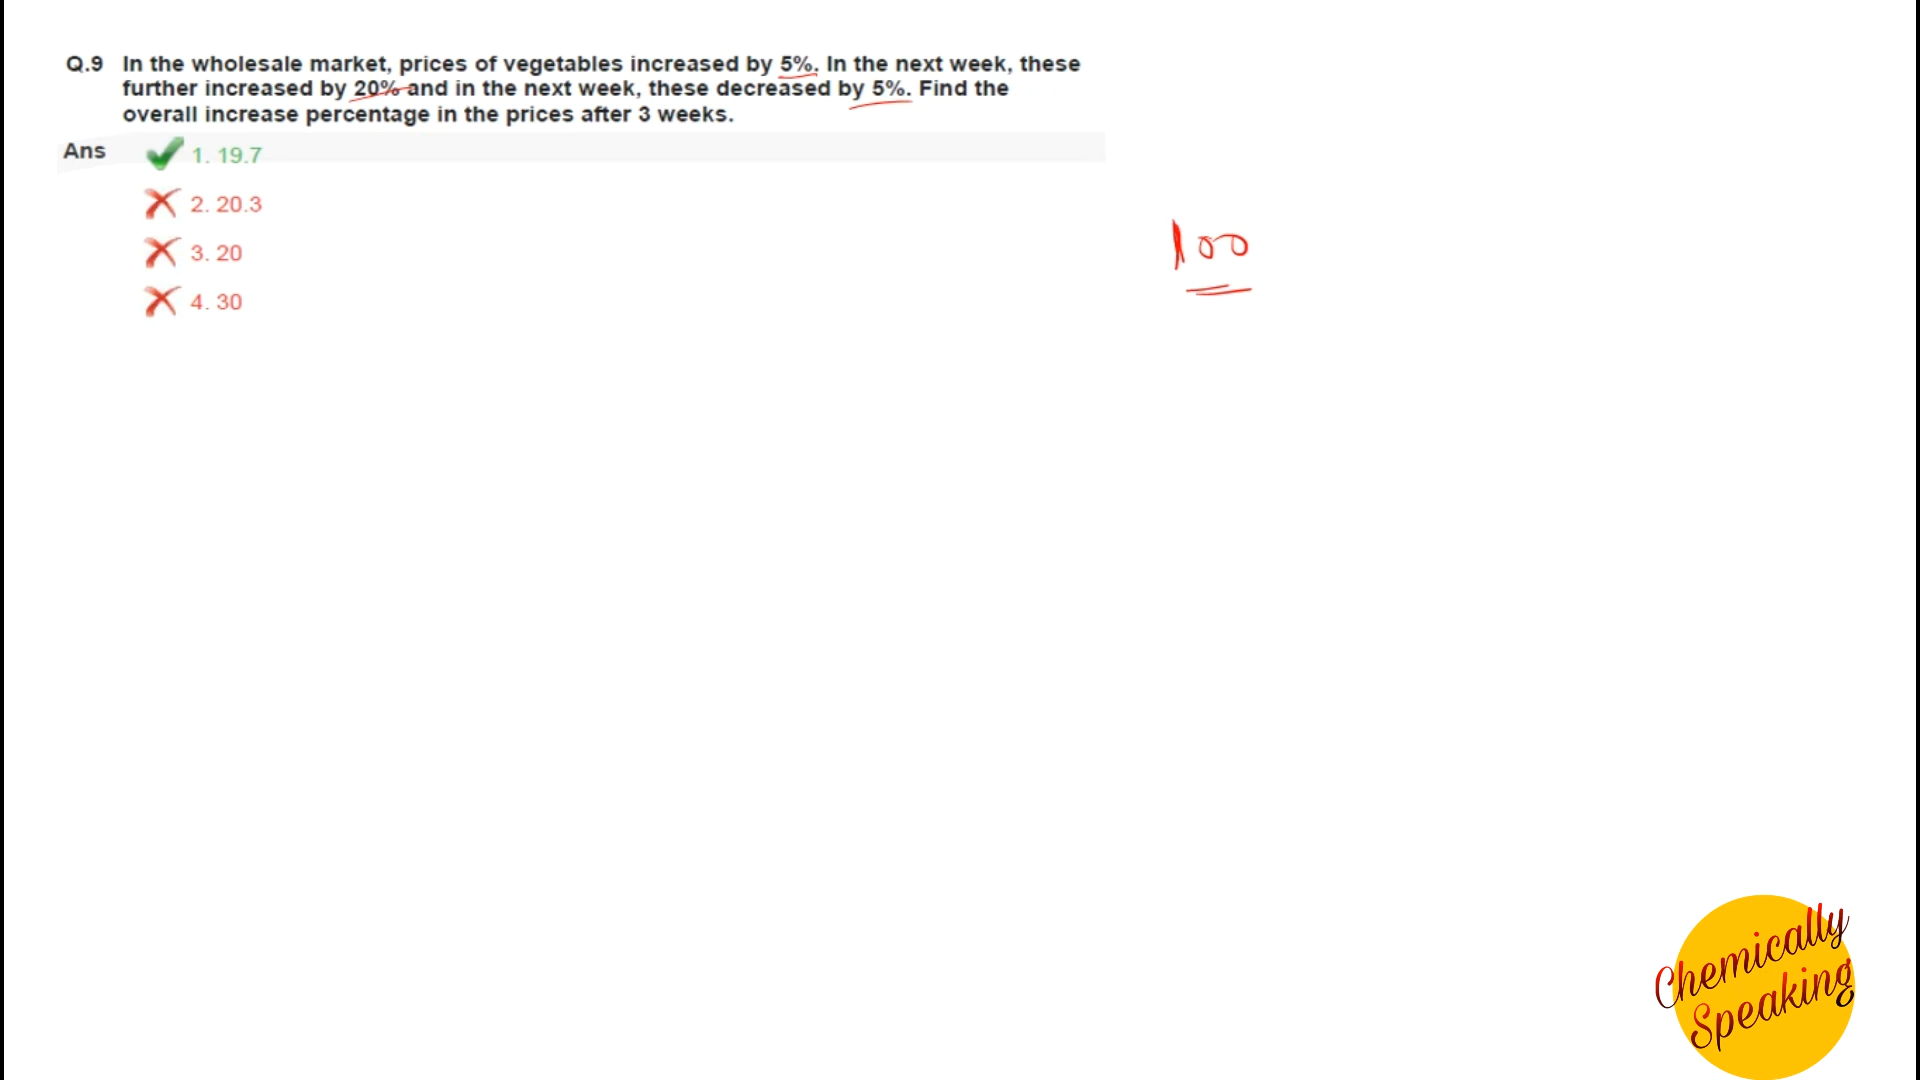 Q.9 In the wholesale market, prices of vegetables increased by 5%. In the next week, these
further increased by 20% and in the next week, these decreased by 5%. Find the
overall increase percentage in the prices after 3 weeks.
Ans 1. 19.7
2. 20.3
3. 20
4. 30
100
Chemically
Speaking